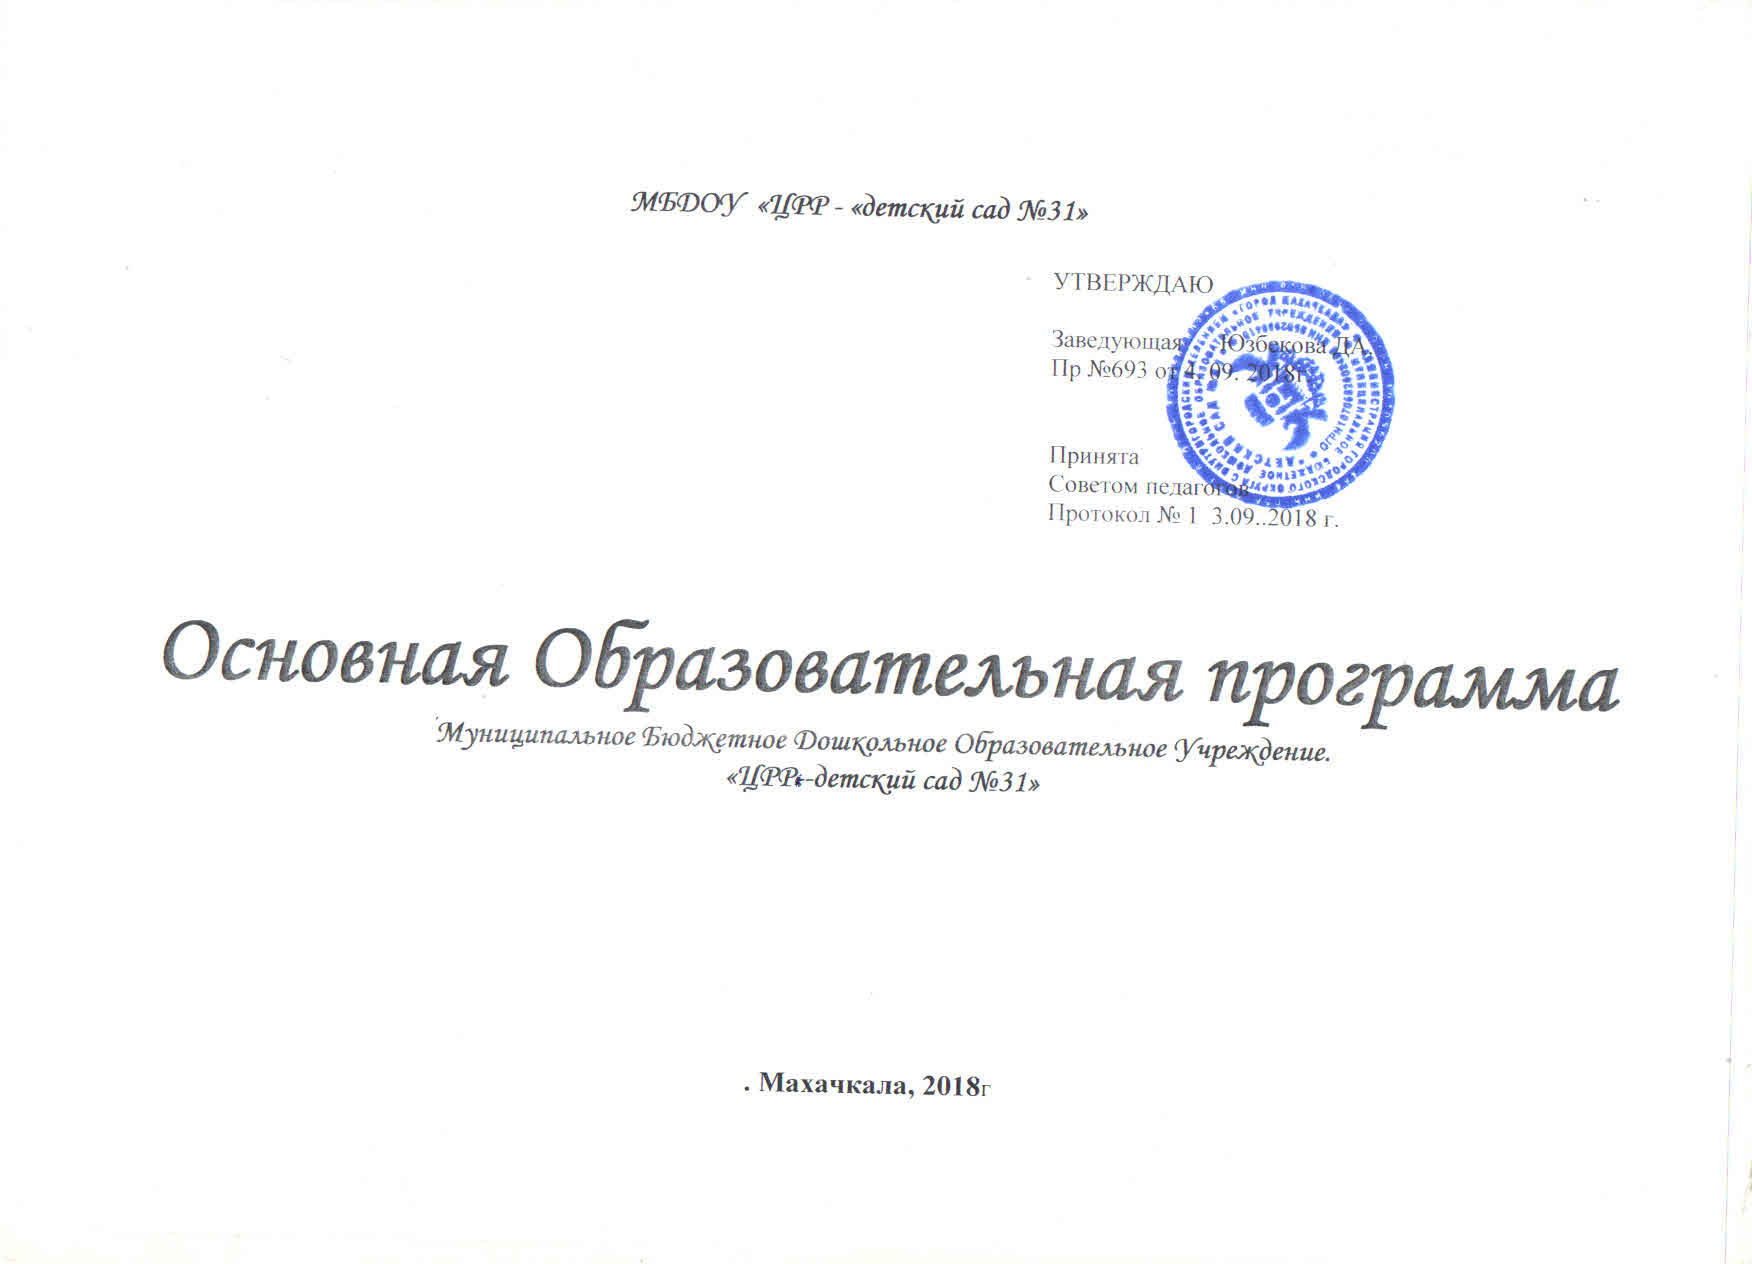 МБДОУ «ЦРР - «детский сад №31»
УТВЕРЖДАЮ
Заведующая Юзбекова ДА.
Пр №693 от 4. 09. 2018г.
Принята
Советом педагогов
Протокол № 1 3.09..2018 г.
Основная Образовательная программа
Муниципальное Бюджетное Дошкольное Образовательное Учреждение.
«ЦРР--детский сад №31»
. Махачкала, 2018г